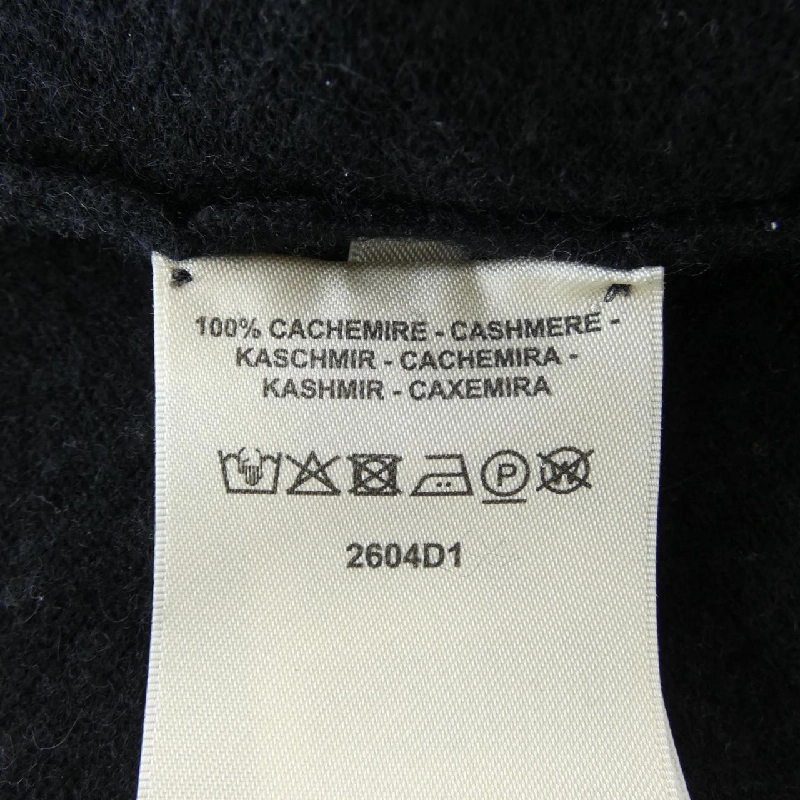 100% CACHEMIRE - CASHMERE -
KASCHMIR - CACHEMIRA -
KASHMIR - CAXEMIRA
P W
2604D1